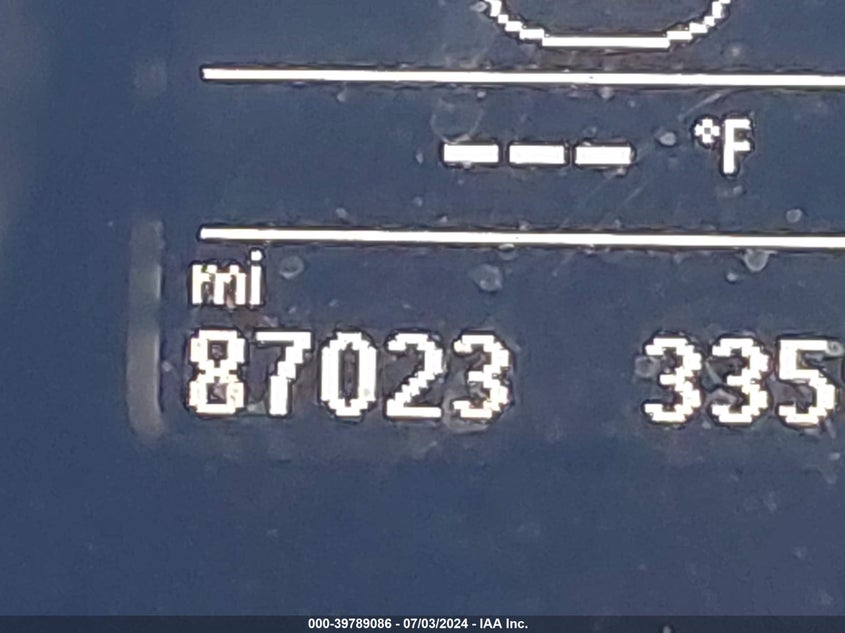 --- °F
mi
87023 335
000-39789086 - 07/03/2024 - IAA Inc.